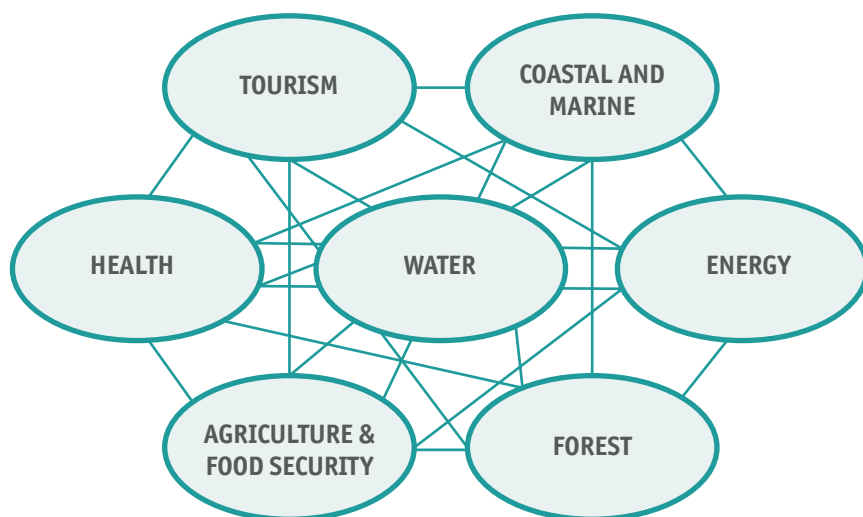 TOURISM
COASTAL AND
MARINE
HEALTH
WATER
ENERGY
AGRICULTURE &
FOOD SECURITY
FOREST